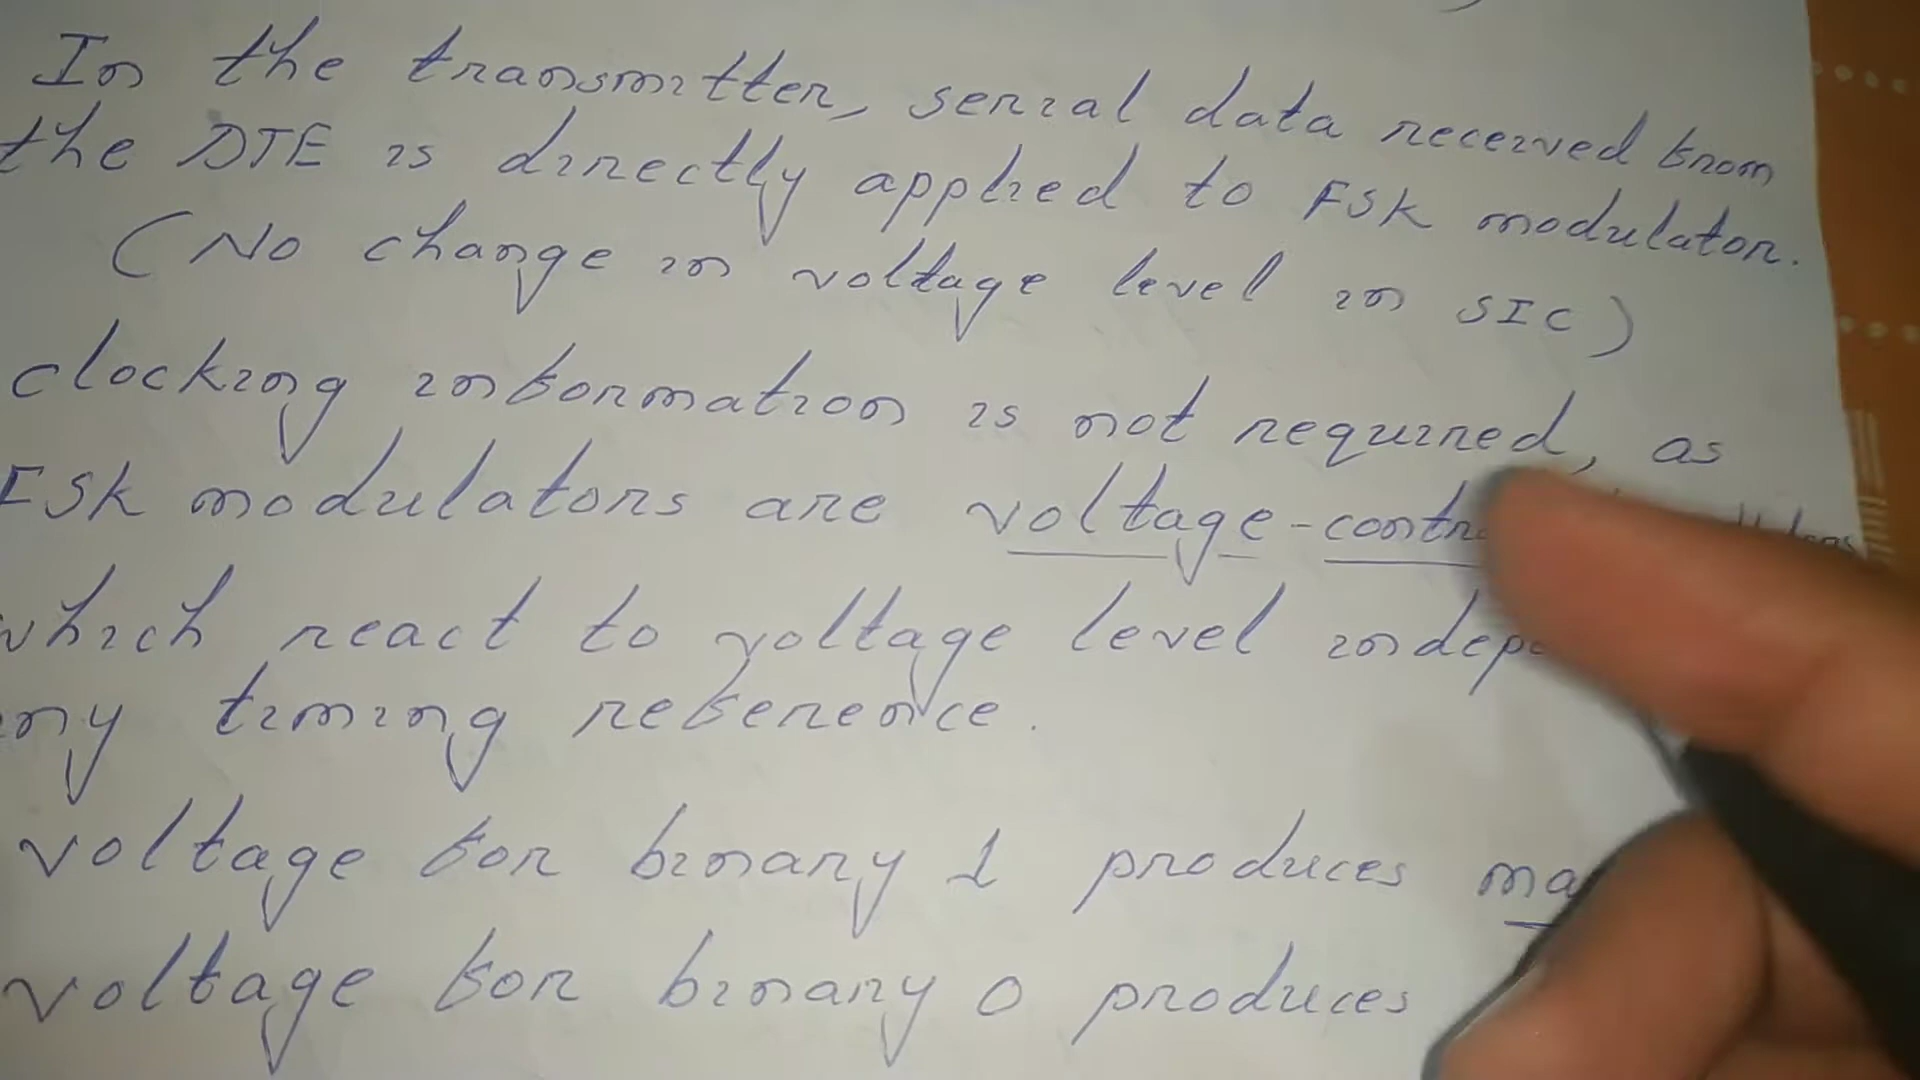 In the transmitter, serial data received from
the DTE is directly applied to FSK modulator.
(No change in voltage level in SIC)
clocking information is not required, as
FSK modulators are voltage-contr
which react to voltage level indep
ny timing reference.
voltage for binary 1 produces ma
voltage for binary 0 produces